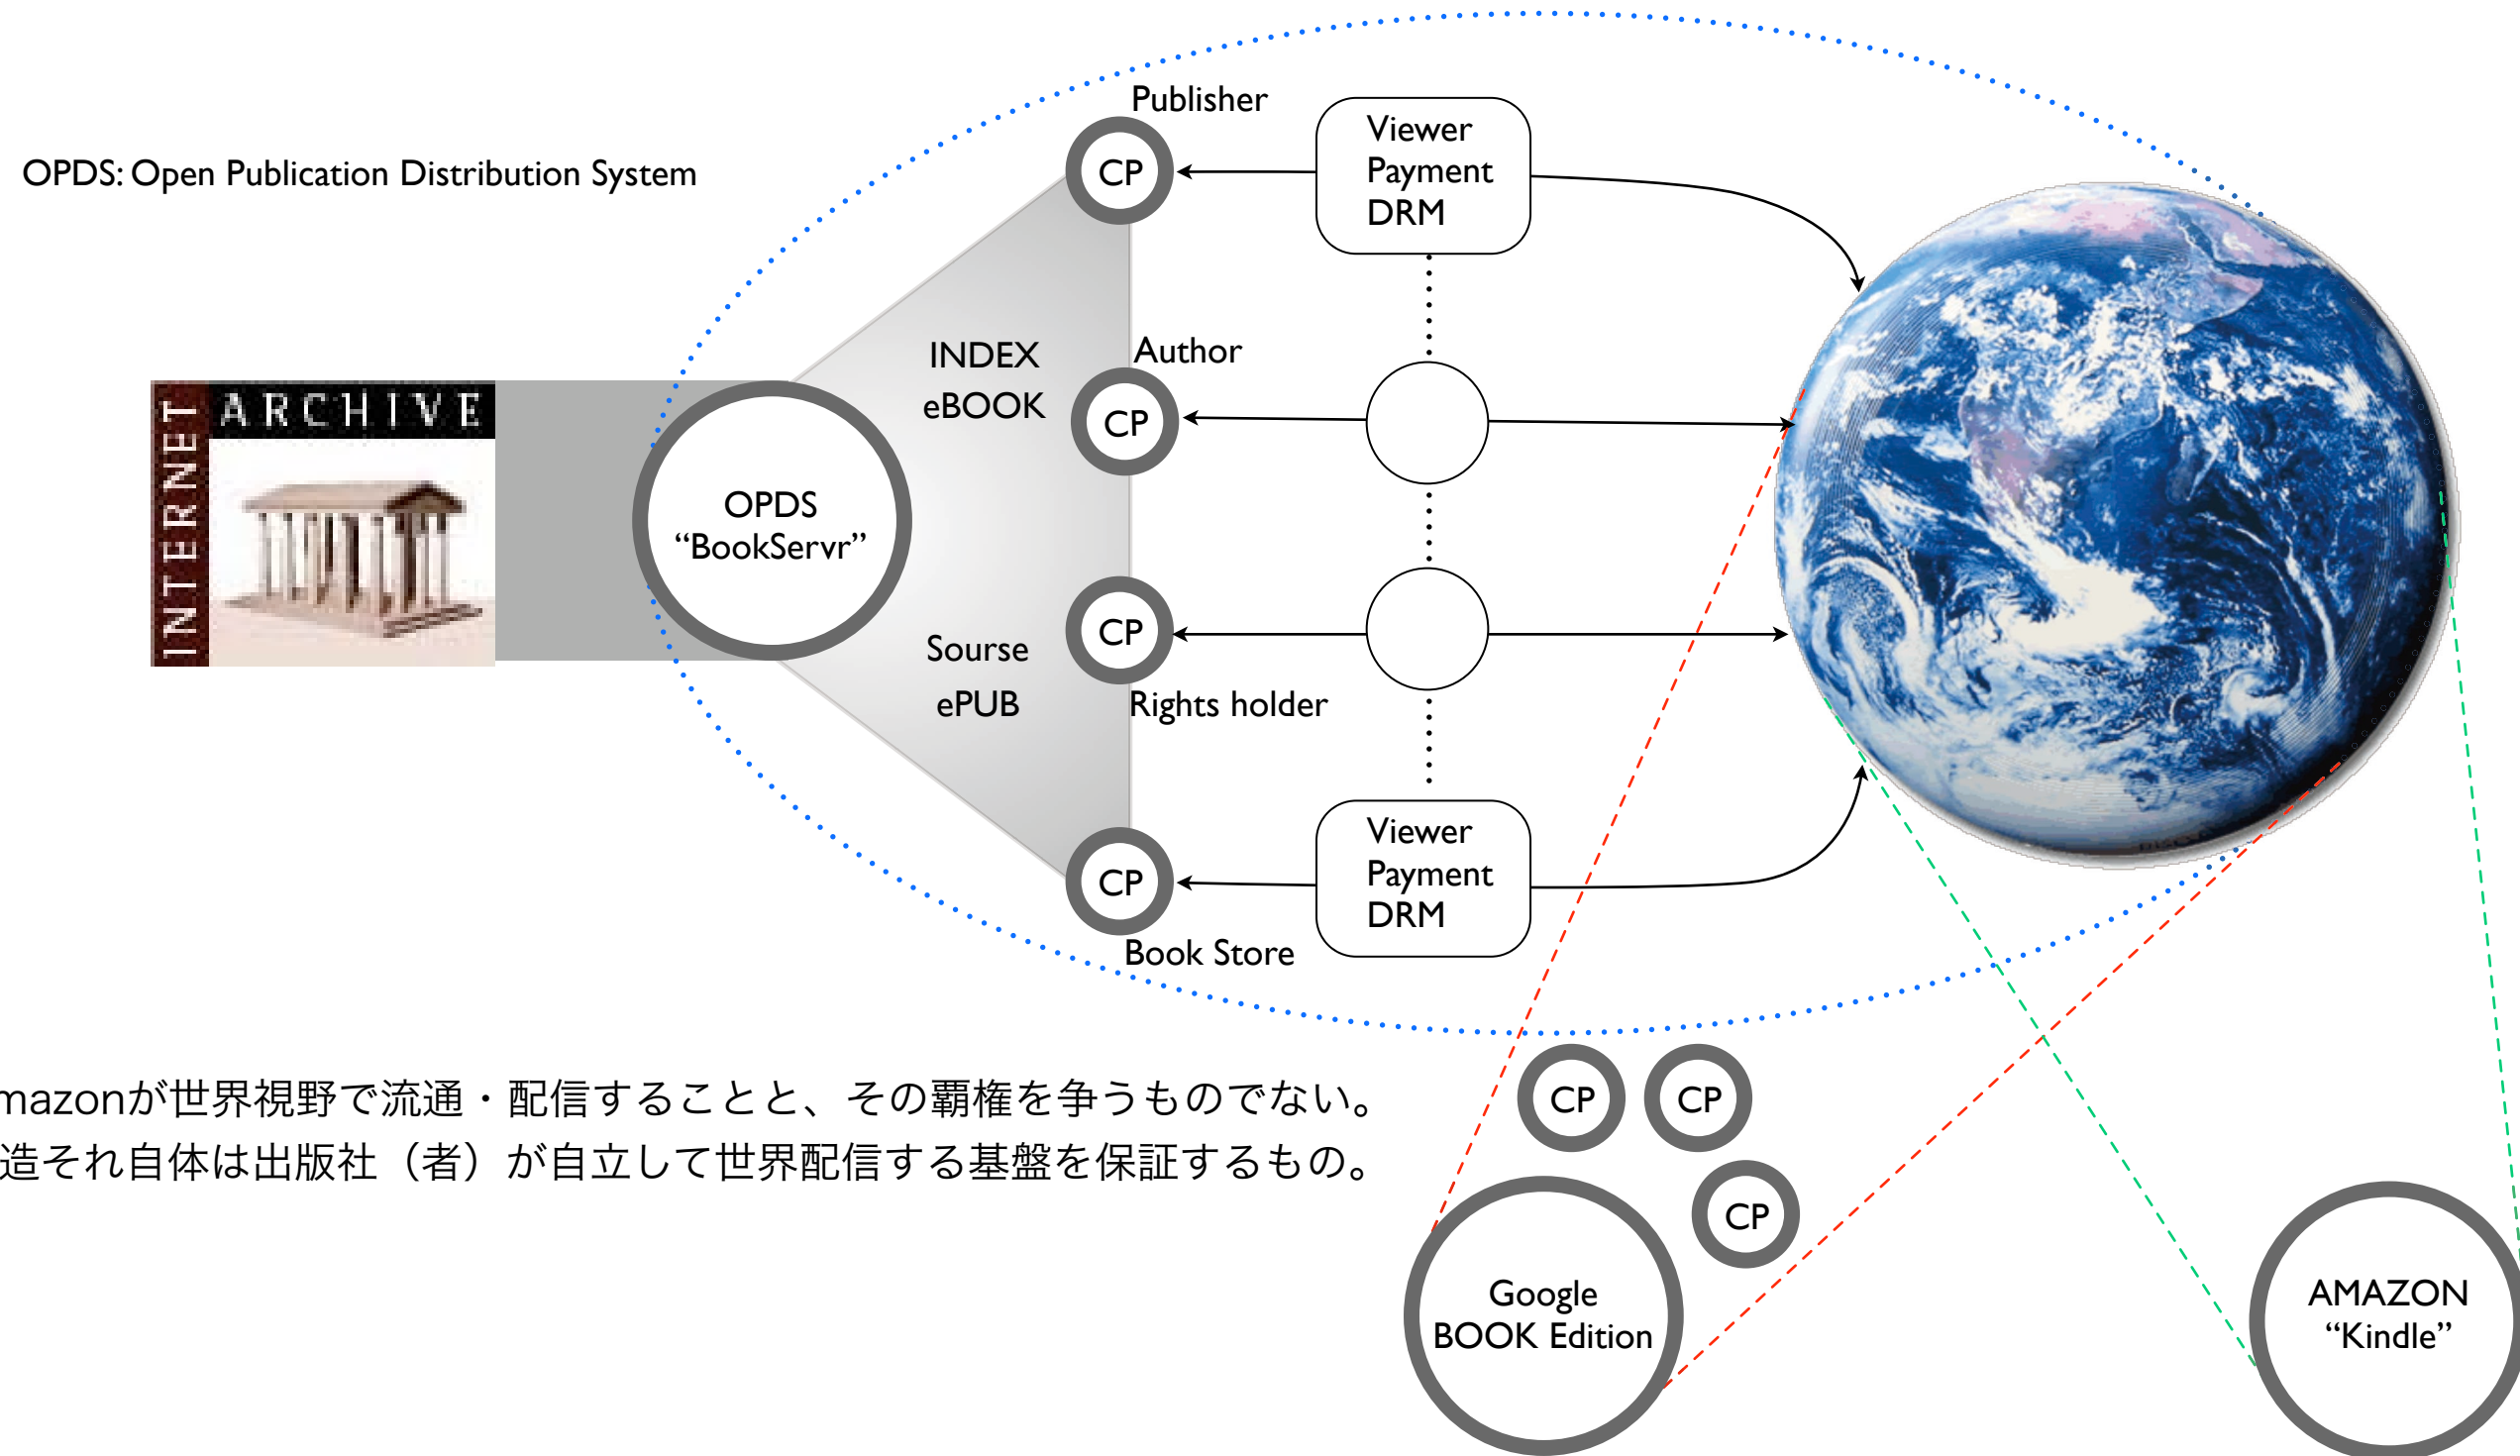 OPDS: Open Publication Distribution System
INTERNET
ARCHIVE
OPDS
“BookServr”
INDEX
eBOOK
Sourse
ePUB
Publisher
CP
Author
CP
CP
Rights holder
CP
Book Store
Viewer
Payment
DRM
Viewer
Payment
DRM
mazonが世界視野で流通・配信することと、その覇権を争うものでない。
造それ自体は出版社（者）が自立して世界配信する基盤を保証するもの。
CP
CP
CP
Google
BOOK Edition
AMAZON
“Kindle”